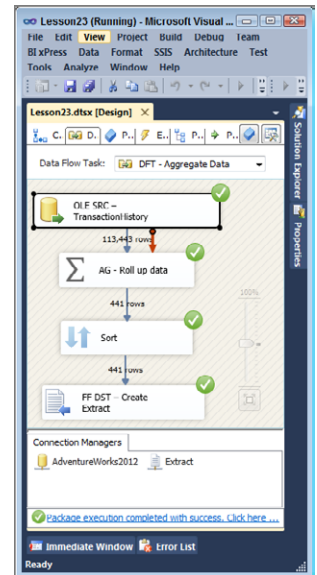 Lesson23 (Running) - Microsoft Visual ...
File Edit View Project Build Debug Team
BI xPress Data Format SSIS Architecture Test
Tools Analyze Window Help
Lesson23.dtsx [Design]
C.. D.. P.. E.. P..
Data Flow Task: DFT - Aggregate Data
OLE SRC –
TransactionHistory
113,443 rows
AG - Roll up data
441 rows
Sort
441 rows
FF DST – Create
Extract
100%
Connection Managers
AdventureWorks2012 Extract
Package execution completed with success. Click here ...
Immediate Window Error List
Ready
Solution Explorer
Properties